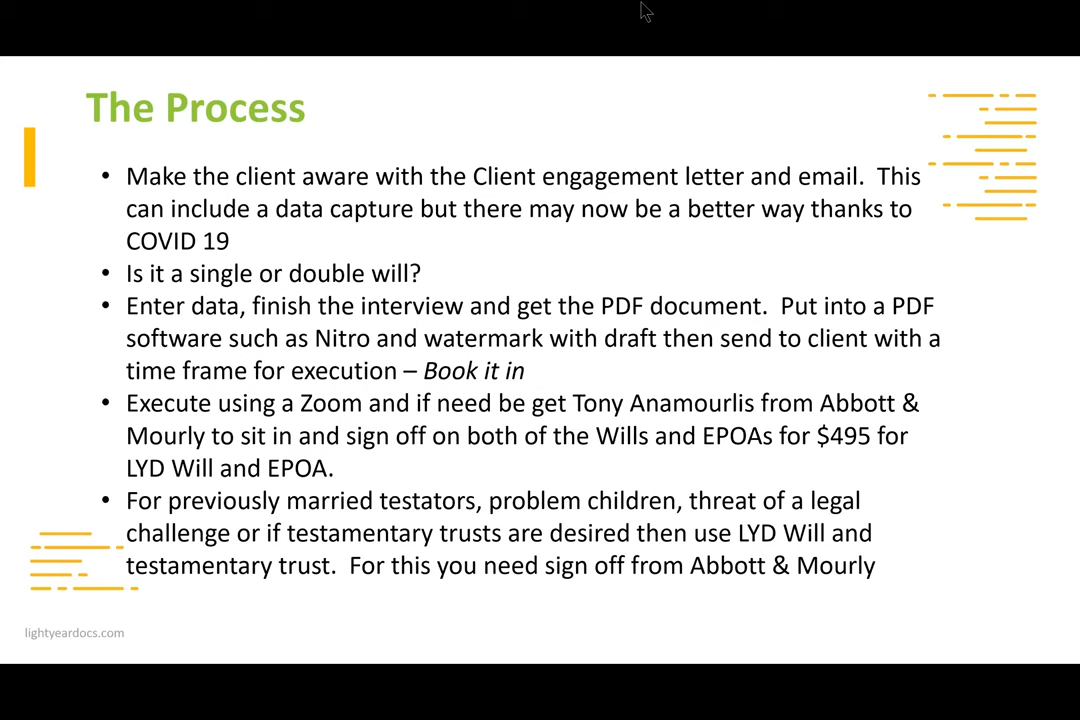 The Process
• Make the client aware with the Client engagement letter and email.  This
can include a data capture but there may now be a better way thanks to
COVID 19
• Is it a single or double will?
• Enter data, finish the interview and get the PDF document.  Put into a PDF
software such as Nitro and watermark with draft then send to client with a
time frame for execution – Book it in
• Execute using a Zoom and if need be get Tony Anamourlis from Abbott &
Mourly to sit in and sign off on both of the Wills and EPOAs for $495 for
LYD Will and EPOA.
• For previously married testators, problem children, threat of a legal
challenge or if testamentary trusts are desired then use LYD Will and
testamentary trust.  For this you need sign off from Abbott & Mourly
lightyeardocs.com